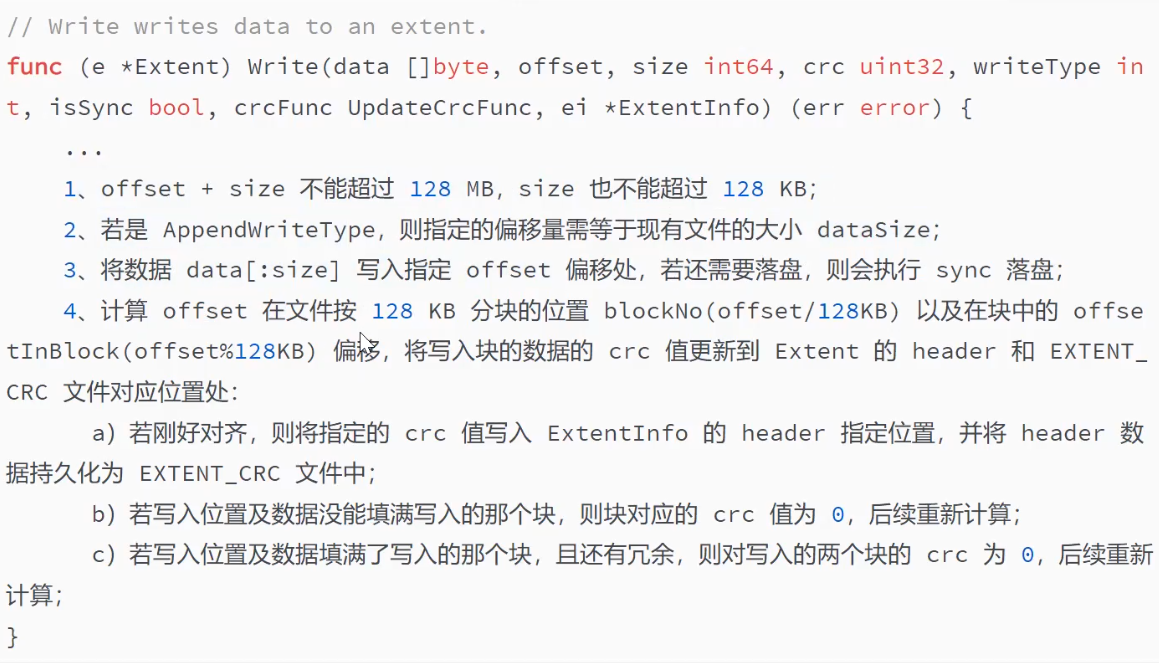 // Write writes data to an extent.
func (e *Extent) Write(data []byte, offset, size int64, crc uint32, writeType in
t, isSync bool, crcFunc UpdateCrcFunc, ei *ExtentInfo) (err error) {
...
1、offset + size 不能超过 128 MB，size 也不能超过 128 KB；
2、若是 AppendWriteType，则指定的偏移量需等于现有文件的大小 dataSize；
3、将数据 data[:size] 写入指定 offset 偏移处，若还需要落盘，则会执行 sync 落盘；
4、计算 offset 在文件按 128 KB 分块的位置 blockNo(offset/128KB) 以及在块中的 offse
tInBlock(offset%128KB) 偏移，将写入块的数据的 crc 值更新到 Extent 的 header 和 EXTENT_
CRC 文件对应位置处：
a) 若刚好对齐，则将指定的 crc 值写入 ExtentInfo 的 header 指定位置，并将 header 数
据持久化为 EXTENT_CRC 文件中；
b) 若写入位置及数据没能填满写入的那个块，则块对应的 crc 值为 0，后续重新计算；
c) 若写入位置及数据填满了写入的那个块，且还有冗余，则对写入的两个块的 crc 为 0，后续重新
计算；
}